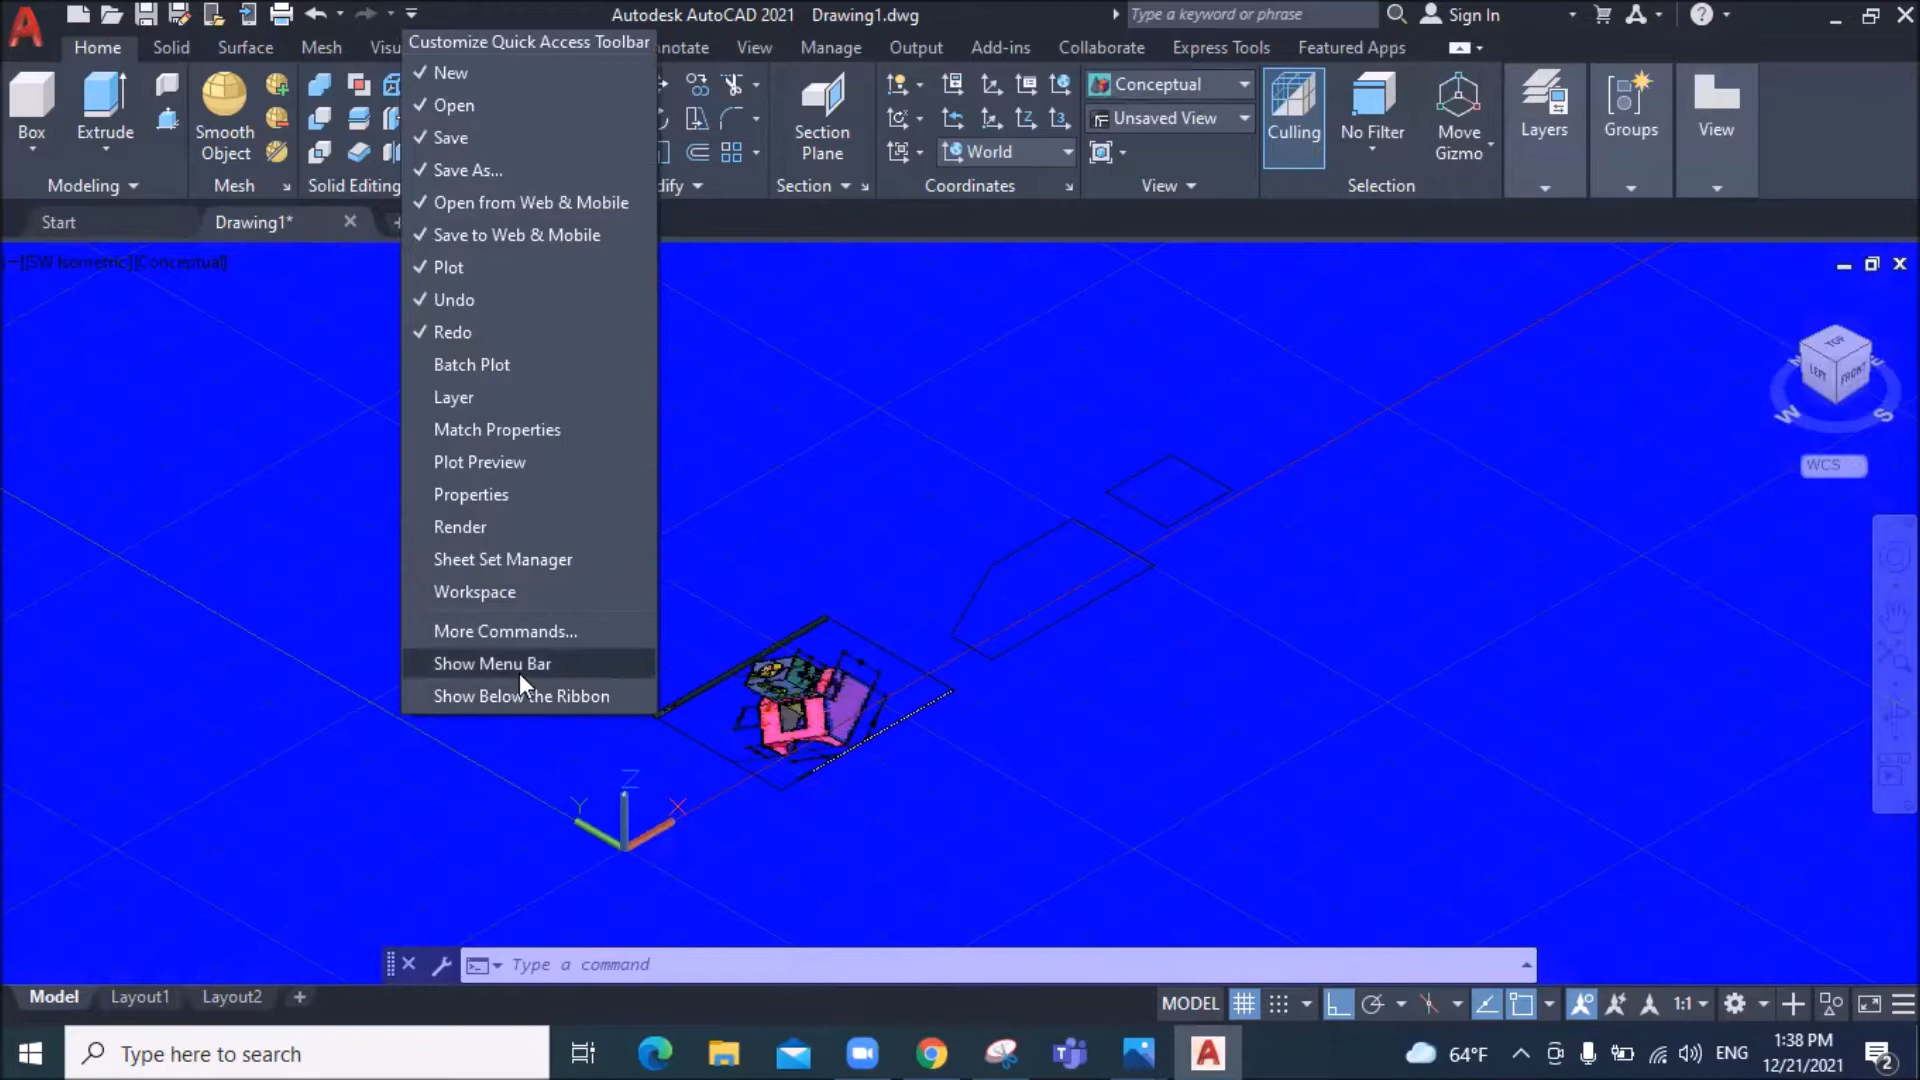 Autodesk AutoCAD 2021 Drawing1.dwg
Type a keyword or phrase
Sign In
Home Solid Surface Mesh Visu
nnotate View Manage Output Add-ins Collaborate Express Tools Featured Apps
Customize Quick Access Toolbar
New
Open
Save
Save As...
Open from Web & Mobile
Save to Web & Mobile
Plot
Undo
Redo
Batch Plot
Layer
Match Properties
Plot Preview
Properties
Render
Sheet Set Manager
Workspace
More Commands...
Show Menu Bar
Show Below the Ribbon
Box
Extrude
Smooth
Object
Section
Plane
Conceptual
Unsaved View
World
Culling
No Filter
Move
Gizmo
Layers
Groups
View
Modeling
Mesh
Solid Editing
dify
Section
Coordinates
View
Selection
Start
Drawing1*
[-][SW Isometric][Conceptual]
TOP
LEFT
FRONT
N
E
W
S
WCS
Z
Y
X
Type a command
Model Layout1 Layout2
MODEL
1:1
Type here to search
64°F
ENG
1:38 PM
12/21/2021
2